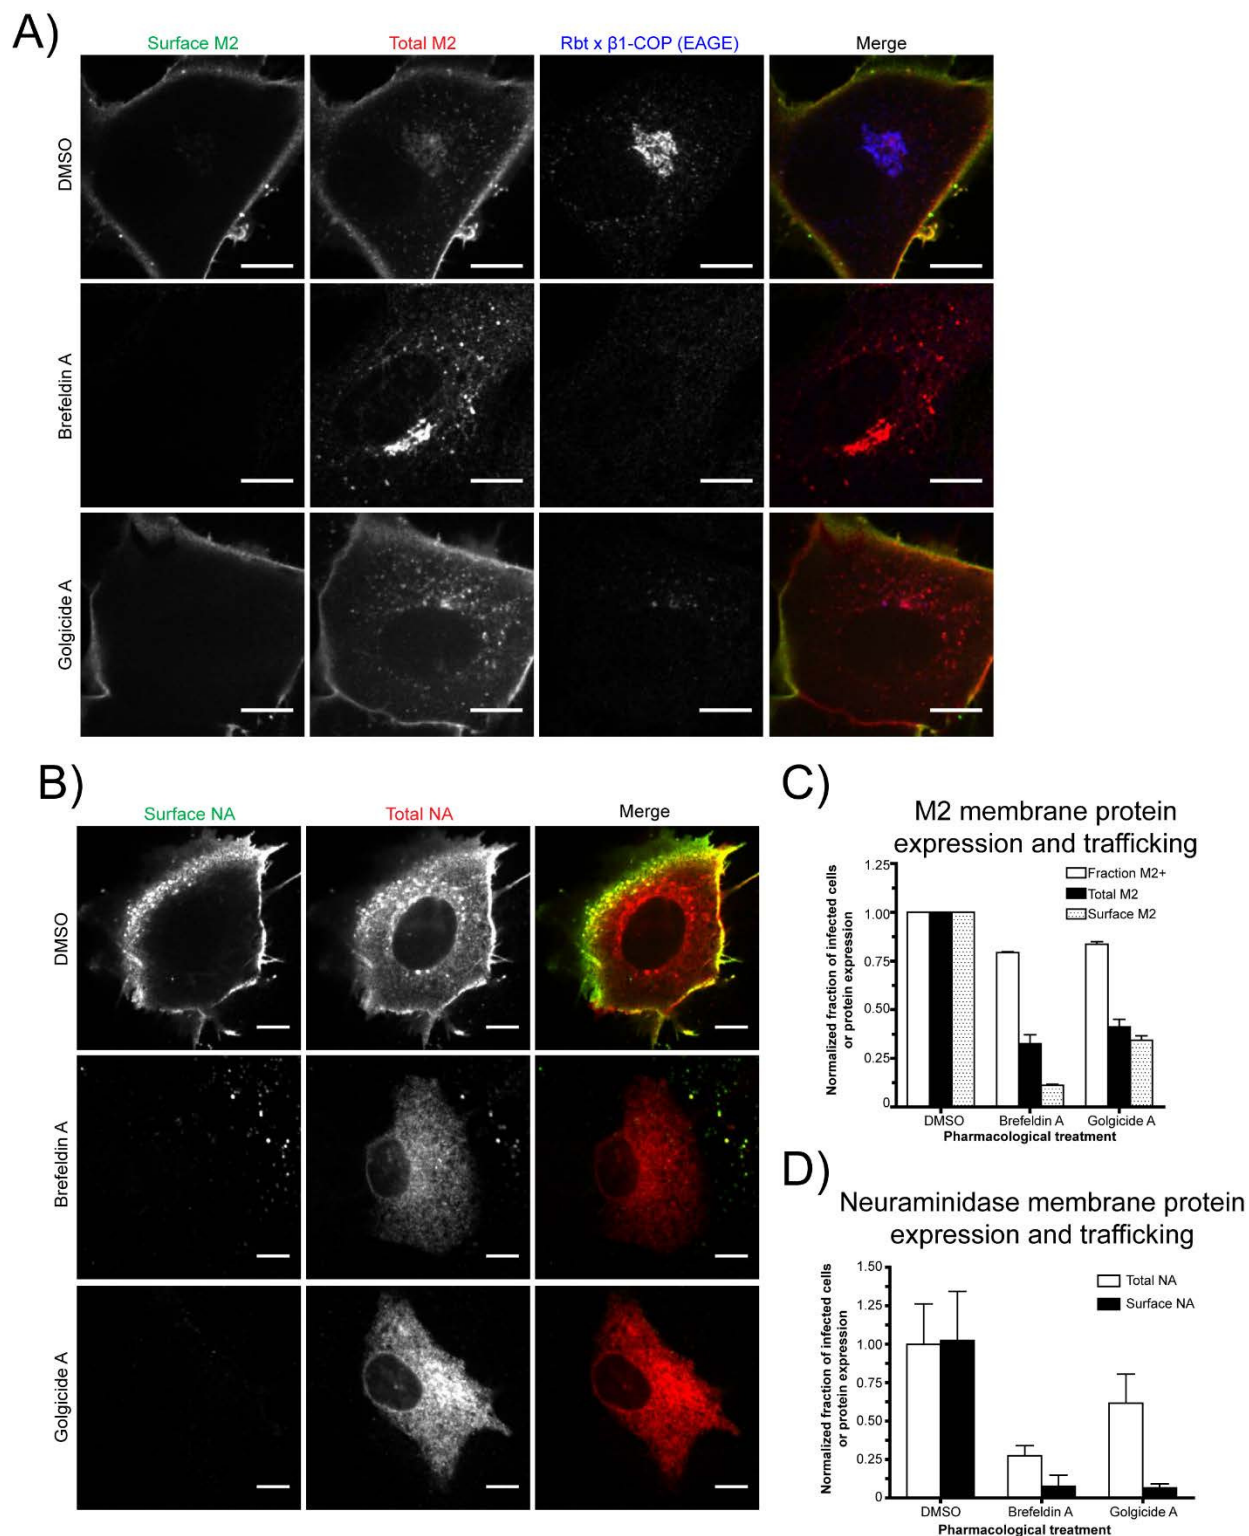 A)
Surface M2
Total M2
Rbt x β1-COP (EAGE)
Merge
DMSO
Brefeldin A
Golgicide A
B)
Surface NA
Total NA
Merge
DMSO
Brefeldin A
Golgicide A
C)
M2 membrane protein
expression and trafficking
Normalized fraction of infected cells
or protein expression
1.25
1.00
0.75
0.50
0.25
0
Fraction M2+
Total M2
Surface M2
DMSO
Brefeldin A
Golgicide A
Pharmacological treatment
D)
Neuraminidase membrane protein
expression and trafficking
Normalized fraction of infected cells
or protein expression
1.50
1.25
1.00
0.75
0.50
0.25
0
Total NA
Surface NA
DMSO
Brefeldin A
Golgicide A
Pharmacological treatment